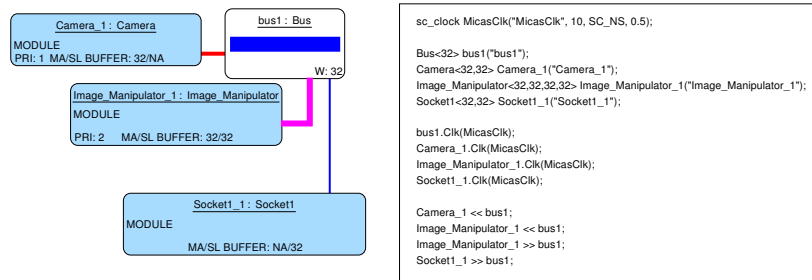 Camera_1 : Camera
MODULE
PRI: 1 MA/SL BUFFER: 32/NA
bus1 : Bus
W: 32
Image_Manipulator_1 : Image_Manipulator
MODULE
PRI: 2 MA/SL BUFFER: 32/32
Socket1_1 : Socket1
MODULE
MA/SL BUFFER: NA/32
sc_clock MicasClk("MicasClk", 10, SC_NS, 0.5);
Bus<32> bus1("bus1");
Camera<32,32> Camera_1("Camera_1");
Image_Manipulator<32,32,32,32> Image_Manipulator_1("Image_Manipulator_1");
Socket1<32,32> Socket1_1("Socket1_1");
bus1.Clk(MicasClk);
Camera_1.Clk(MicasClk);
Image_Manipulator_1.Clk(MicasClk);
Socket1_1.Clk(MicasClk);
Camera_1 << bus1;
Image_Manipulator_1 << bus1;
Image_Manipulator_1 >> bus1;
Socket1_1 >> bus1;